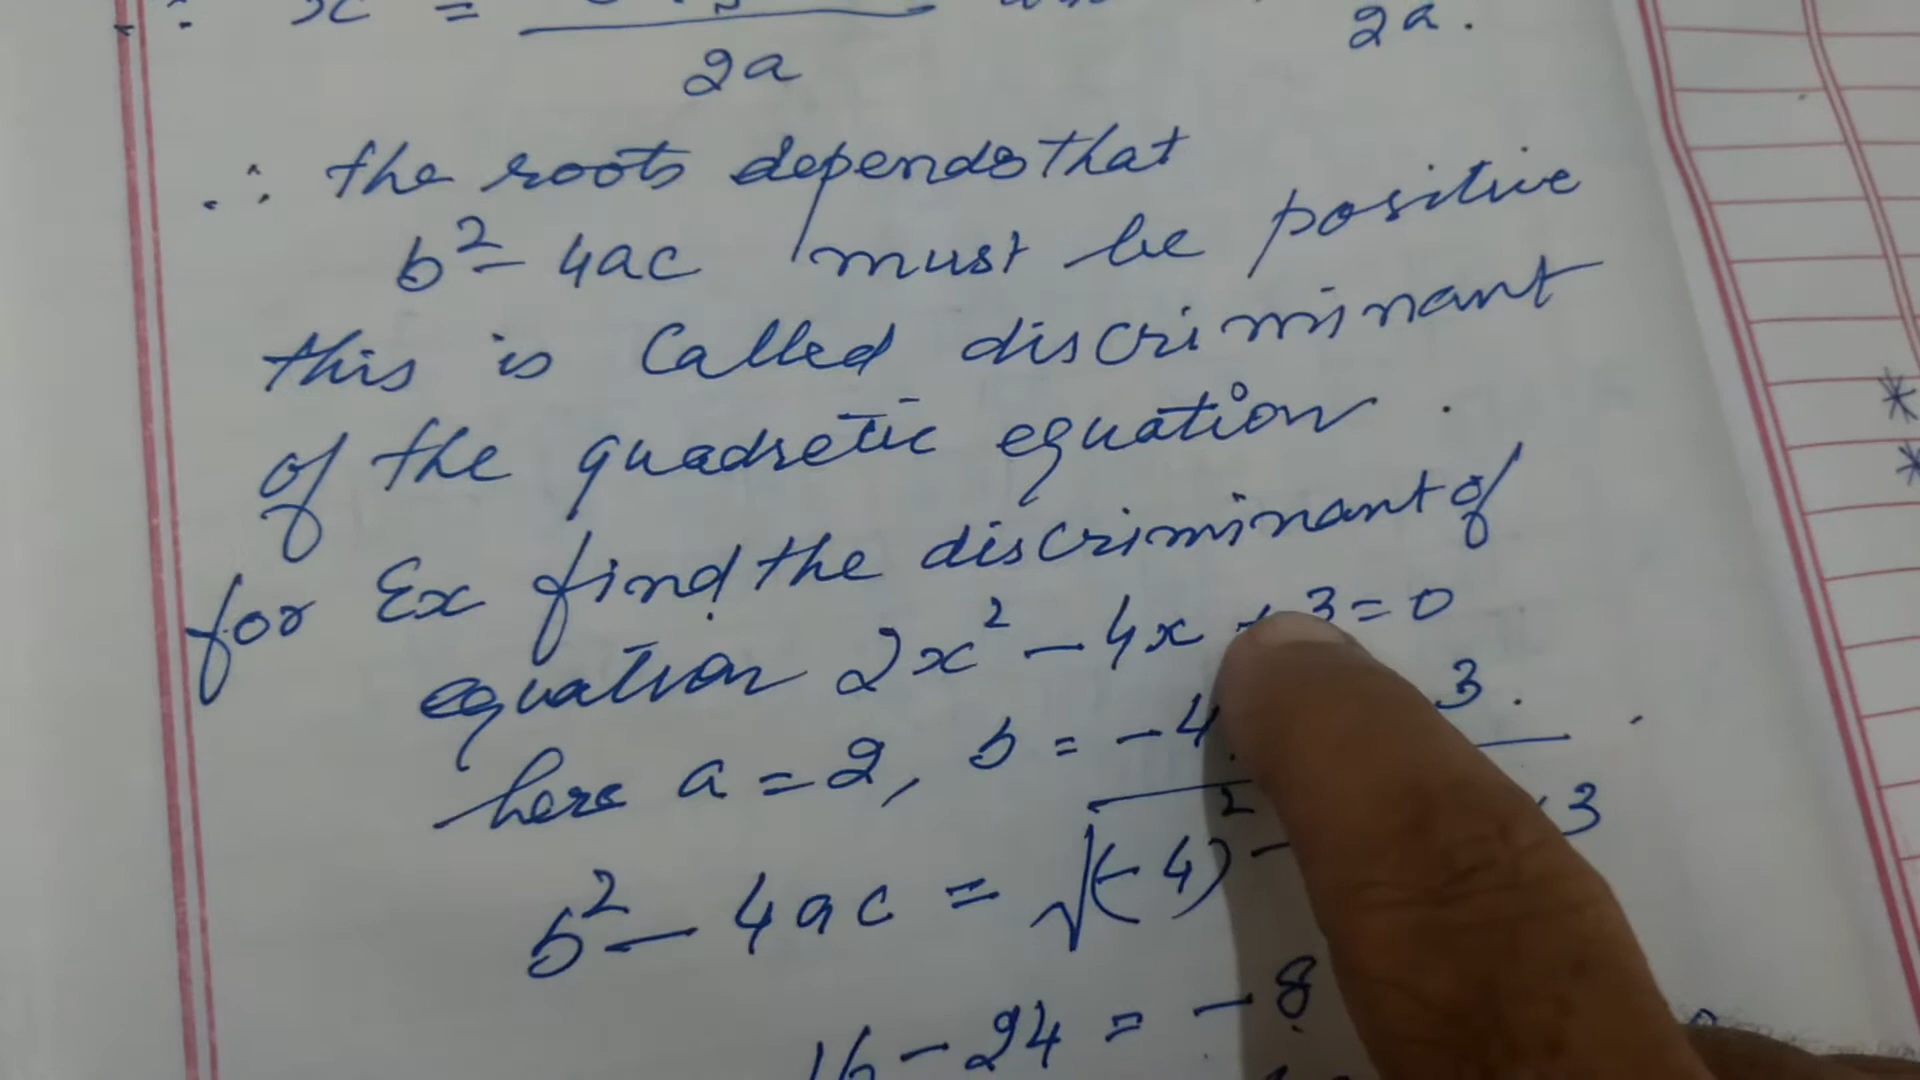 ∴ x =
2a
2a.
∴ the roots depends that
b² - 4ac must be positive
this is Called discriminant
of the quadretic equation.
for Ex find the discriminant of
equation 2x² - 4x + 3 = 0
here a = 2, b = -4. 3.
b² - 4ac = √(-4)² - 3
16 - 24 = -8